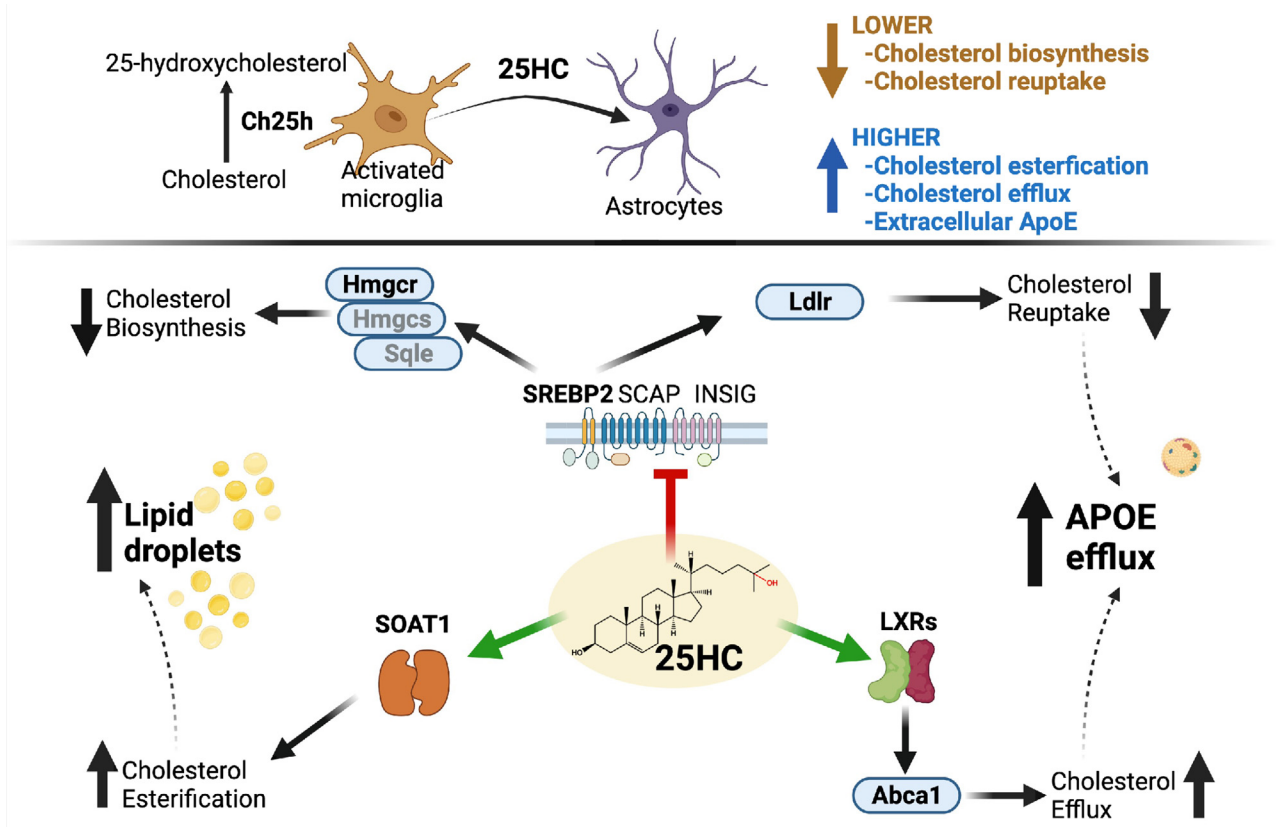 25-hydroxycholesterol
Ch25h
Cholesterol
Activated
microglia
25HC
Astrocytes
LOWER
-Cholesterol biosynthesis
-Cholesterol reuptake
HIGHER
-Cholesterol esterfication
-Cholesterol efflux
-Extracellular ApoE
Cholesterol
Biosynthesis
Hmgcr
Hmgcs
Sqle
Ldlr
Cholesterol
Reuptake
SREBP2 SCAP INSIG
Lipid
droplets
APOE
efflux
SOAT1
H
H
H
H
H
HO
OH
25HC
LXRs
Cholesterol
Esterification
Abca1
Cholesterol
Efflux